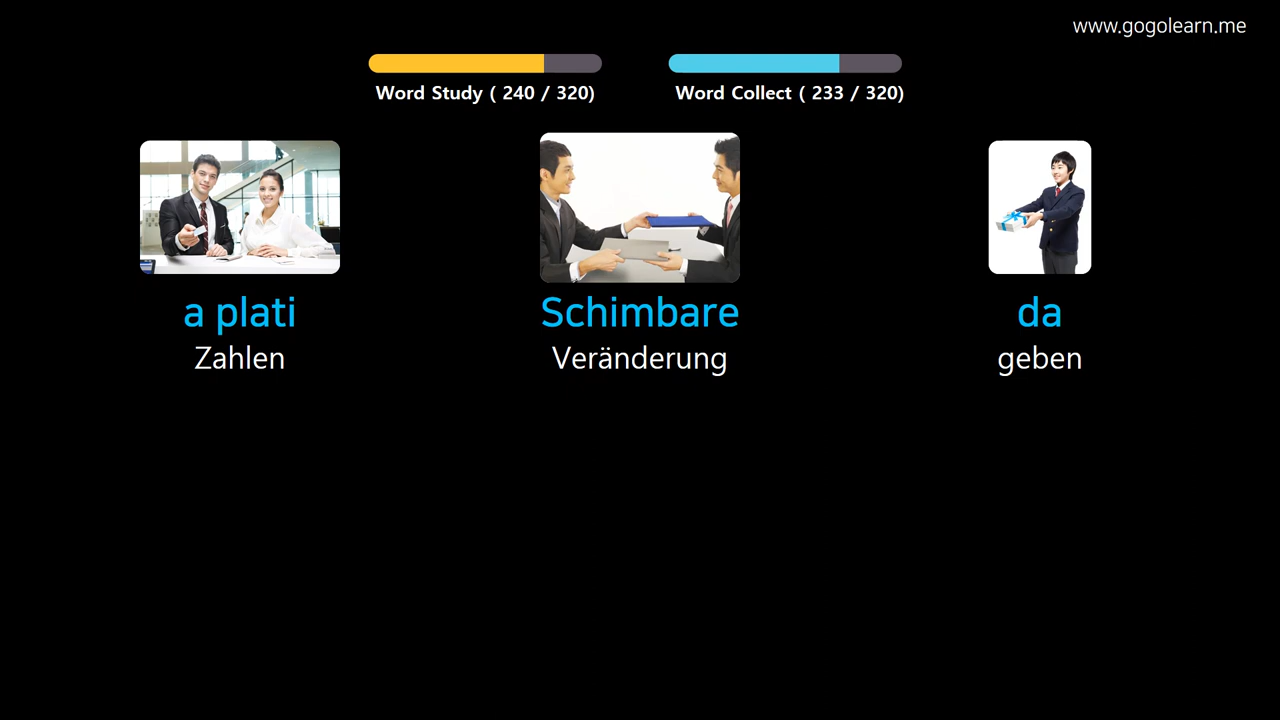 www.gogolearn.me
Word Study ( 240 / 320)
Word Collect ( 233 / 320)
a plati
Schimbare
da
Zahlen
Veränderung
geben